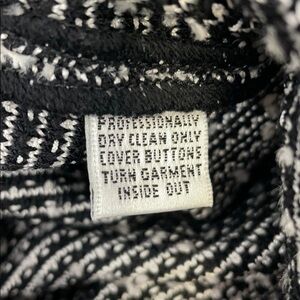 PROFESSIONALLY
DRY CLEAN ONLY
COVER BUTTONS
TURN GARMENT
INSIDE OUT